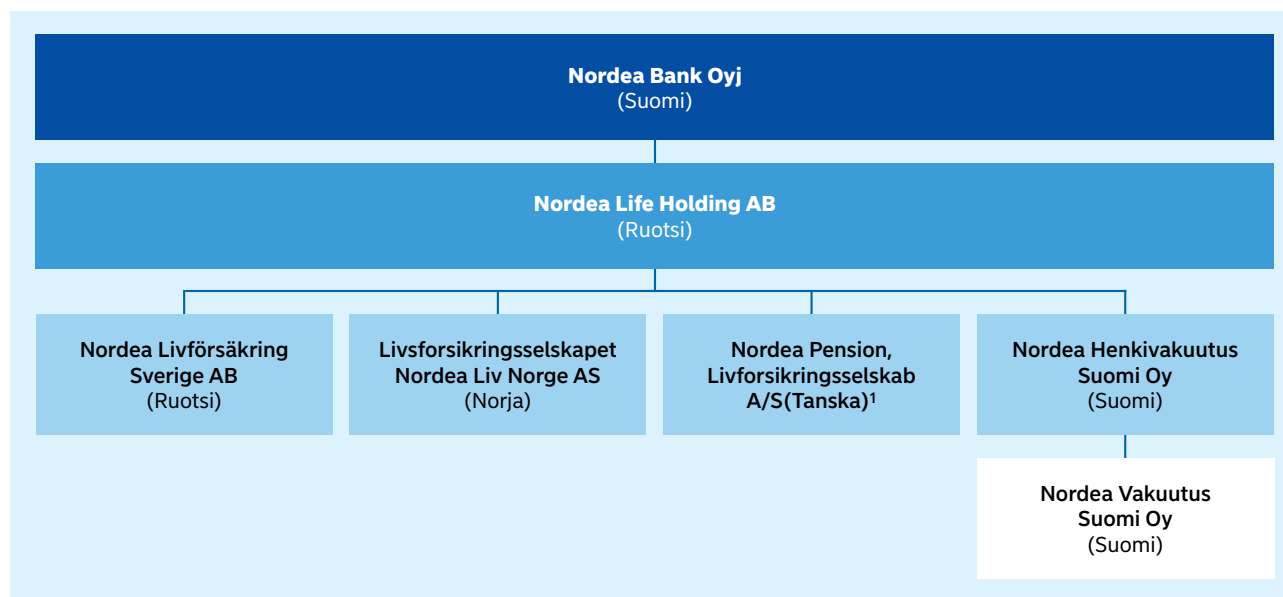 Nordea Bank Oyj
(Suomi)
Nordea Life Holding AB
(Ruotsi)
Nordea Livförsäkring
Sverige AB
(Ruotsi)
Livsforsikringsselskapet
Nordea Liv Norge AS
(Norja)
Nordea Pension,
Livforsikringsselskab
A/S(Tanska)¹
Nordea Henkivakuutus
Suomi Oy
(Suomi)
Nordea Vakuutus
Suomi Oy
(Suomi)